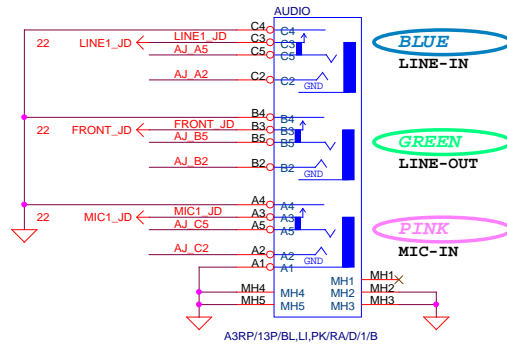 AUDIO
C4 C4
22 LINE1_JD LINE1_JD C3 C3
AJ_A5 C5 C5
AJ_A2 C2 C2
GND
BLUE
LINE-IN
B4 B4
22 FRONT_JD FRONT_JD B3 B3
AJ_B5 B5 B5
AJ_B2 B2 B2
GND
GREEN
LINE-OUT
A4 A4
22 MIC1_JD MIC1_JD A3 A3
AJ_C5 A5 A5
AJ_C2 A2 A2
GND
A1 A1
PINK
MIC-IN
MH1 MH1
MH4 MH4 MH2 MH2
MH5 MH5 MH3 MH3
A3RP/13P/BL,LI,PK/RA/D/1/B